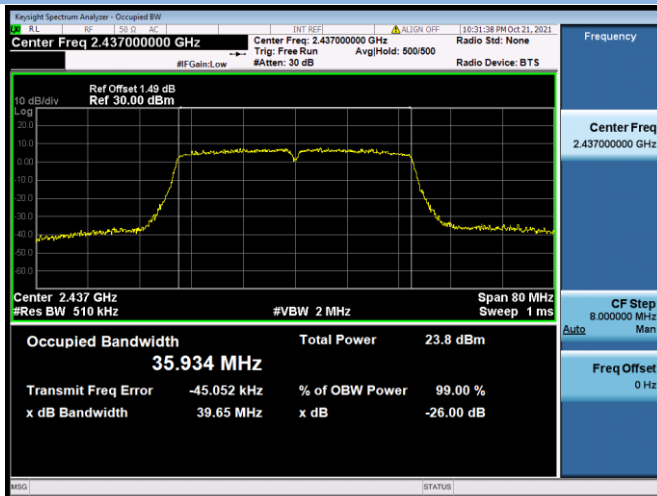 Keysight Spectrum Analyzer - Occupied BW
RL RF 50 Ω AC INT REF ALIGN OFF 10:31:38 PM Oct 21, 2021
Center Freq 2.437000000 GHz
Center Freq: 2.437000000 GHz
Radio Std: None
Trig: Free Run Avg|Hold: 500/500
#IFGain:Low #Atten: 30 dB Radio Device: BTS
Frequency
Ref Offset 1.49 dB
10 dB/div Ref 30.00 dBm
Log
20.0
10.0
0.00
-10.0
-20.0
-30.0
-40.0
-50.0
-60.0
Center Freq
2.437000000 GHz
Center 2.437 GHz Span 80 MHz
#Res BW 510 kHz #VBW 2 MHz Sweep 1 ms
CF Step
8.000000 MHz
Auto Man
Occupied Bandwidth Total Power 23.8 dBm
35.934 MHz
Transmit Freq Error -45.052 kHz % of OBW Power 99.00 %
x dB Bandwidth 39.65 MHz x dB -26.00 dB
Freq Offset
0 Hz
MSG STATUS